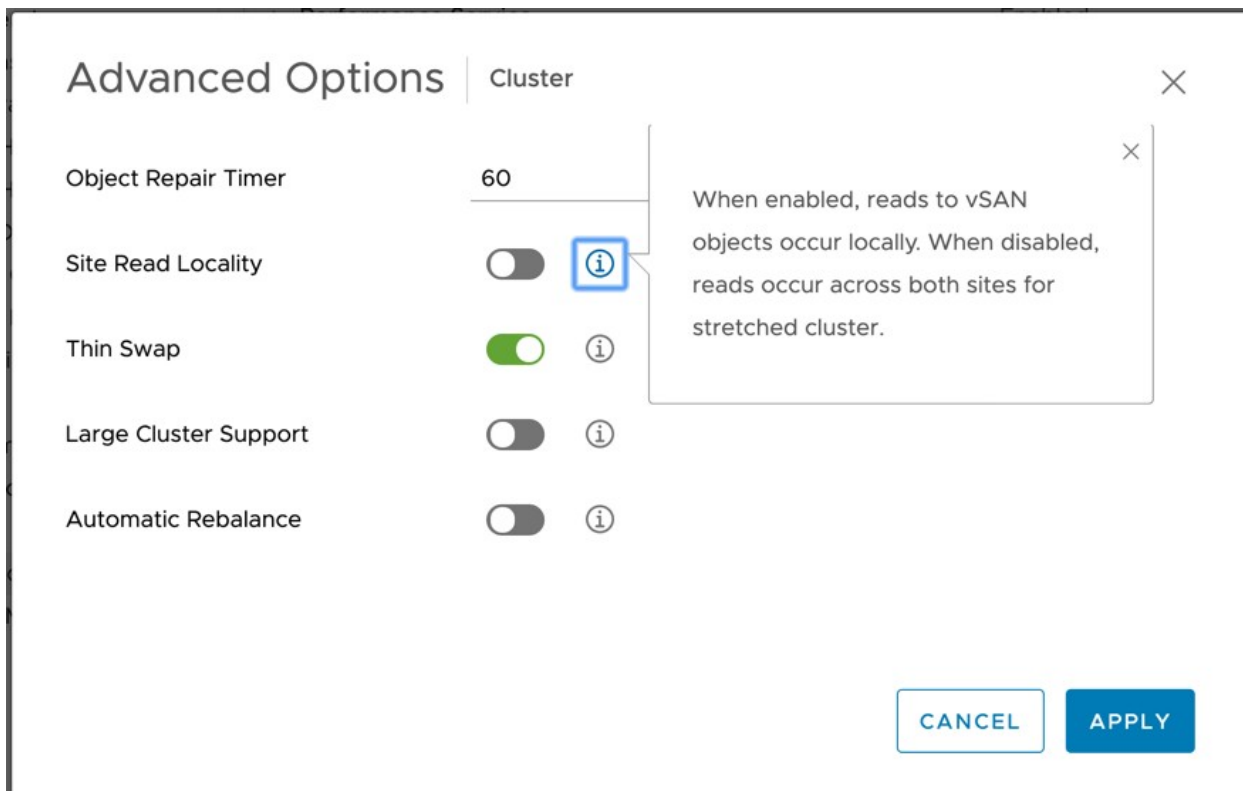 Advanced Options Cluster
Object Repair Timer 60
When enabled, reads to vSAN
objects occur locally. When disabled,
reads occur across both sites for
stretched cluster.
Site Read Locality
Thin Swap
Large Cluster Support
Automatic Rebalance
CANCEL APPLY